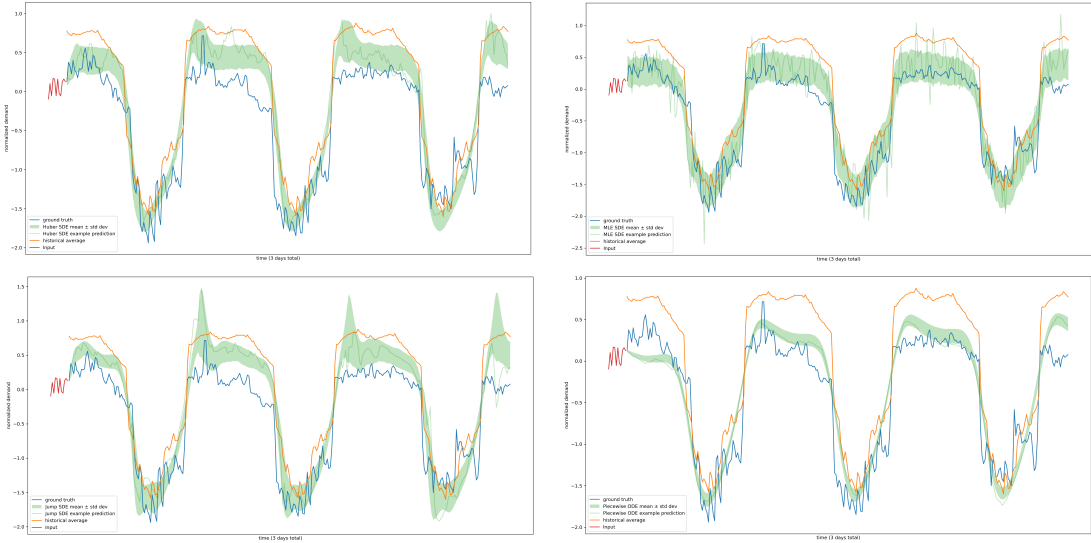 1.0
0.5
0.0
−0.5
−1.0
−1.5
−2.0
normalized demand
ground truth
Huber SDE mean ± std dev
Huber SDE example prediction
historical average
Input
time (3 days total)
1.0
0.5
0.0
−0.5
−1.0
−1.5
−2.0
−2.5
normalized demand
ground truth
MLE SDE mean ± std dev
MLE SDE example prediction
historical average
Input
time (3 days total)
1.5
1.0
0.5
0.0
−0.5
−1.0
−1.5
−2.0
normalized demand
ground truth
Jump SDE mean ± std dev
Jump SDE example prediction
historical average
Input
time (3 days total)
1.0
0.5
0.0
−0.5
−1.0
−1.5
−2.0
normalized demand
ground truth
Piecewise ODE mean ± std dev
Piecewise ODE example prediction
historical average
Input
time (3 days total)